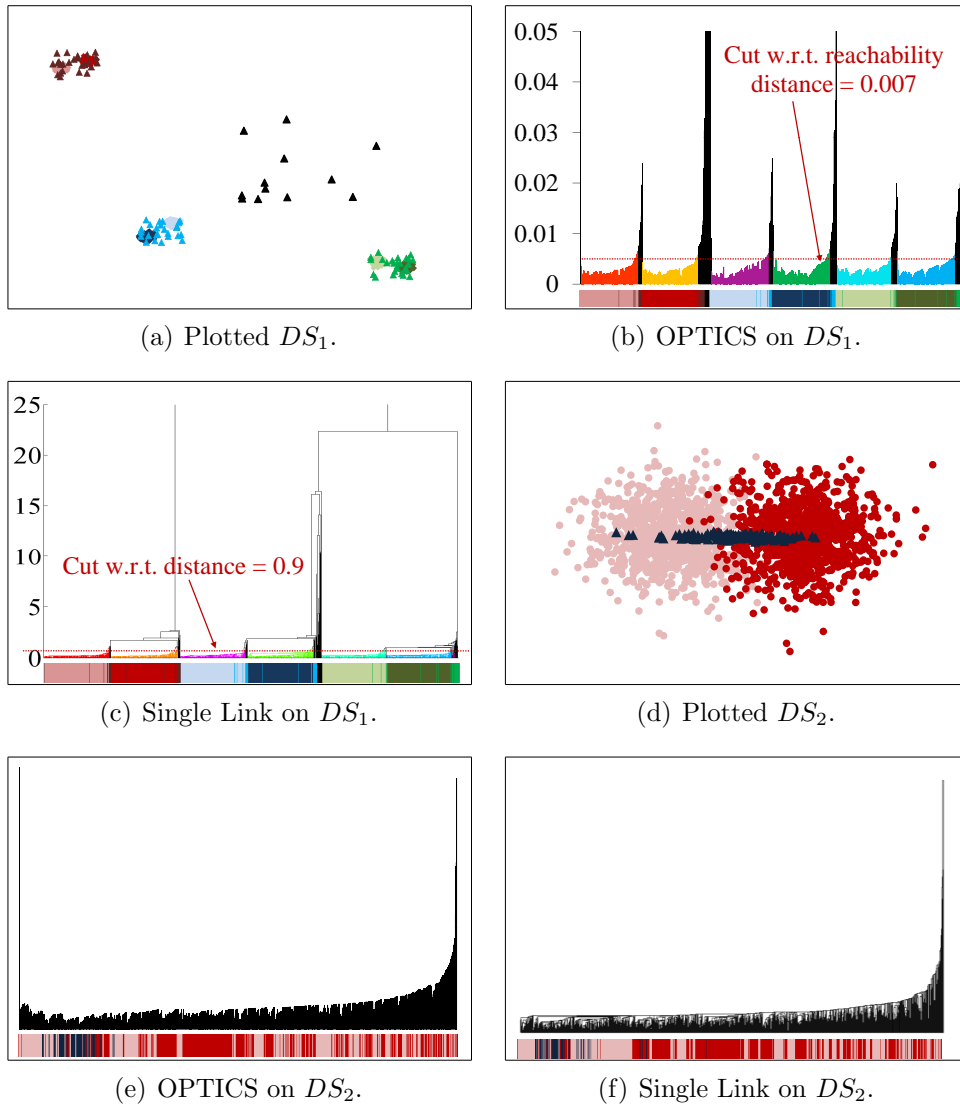 (a) Plotted DS₁.
0.05
0.04
0.03
0.02
0.01
0
Cut w.r.t. reachability
distance = 0.007
(b) OPTICS on DS₁.
25
20
15
10
5
0
Cut w.r.t. distance = 0.9
(c) Single Link on DS₁.
(d) Plotted DS₂.
(e) OPTICS on DS₂.
(f) Single Link on DS₂.